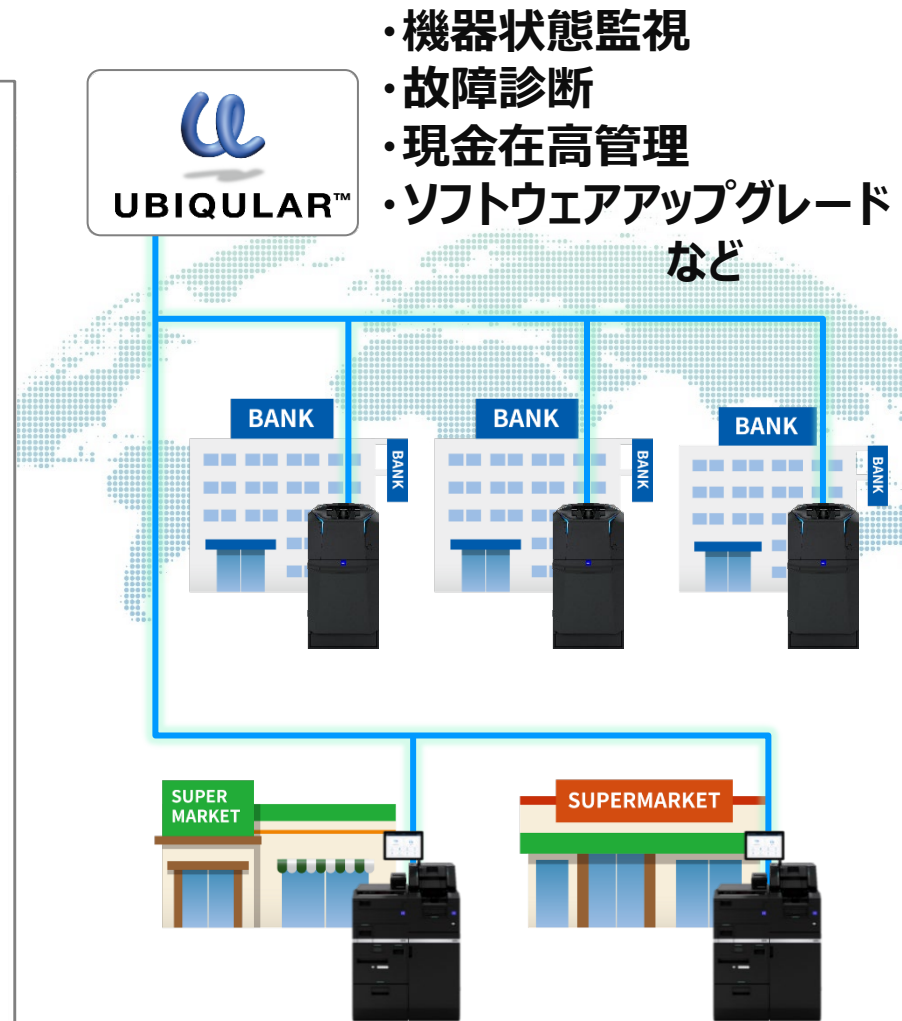 ・機器状態監視
・故障診断
・現金在高管理
・ソフトウェアアップグレード
など
UBIQULAR™
BANK
BANK
BANK
BANK
BANK
BANK
SUPER
MARKET
SUPERMARKET